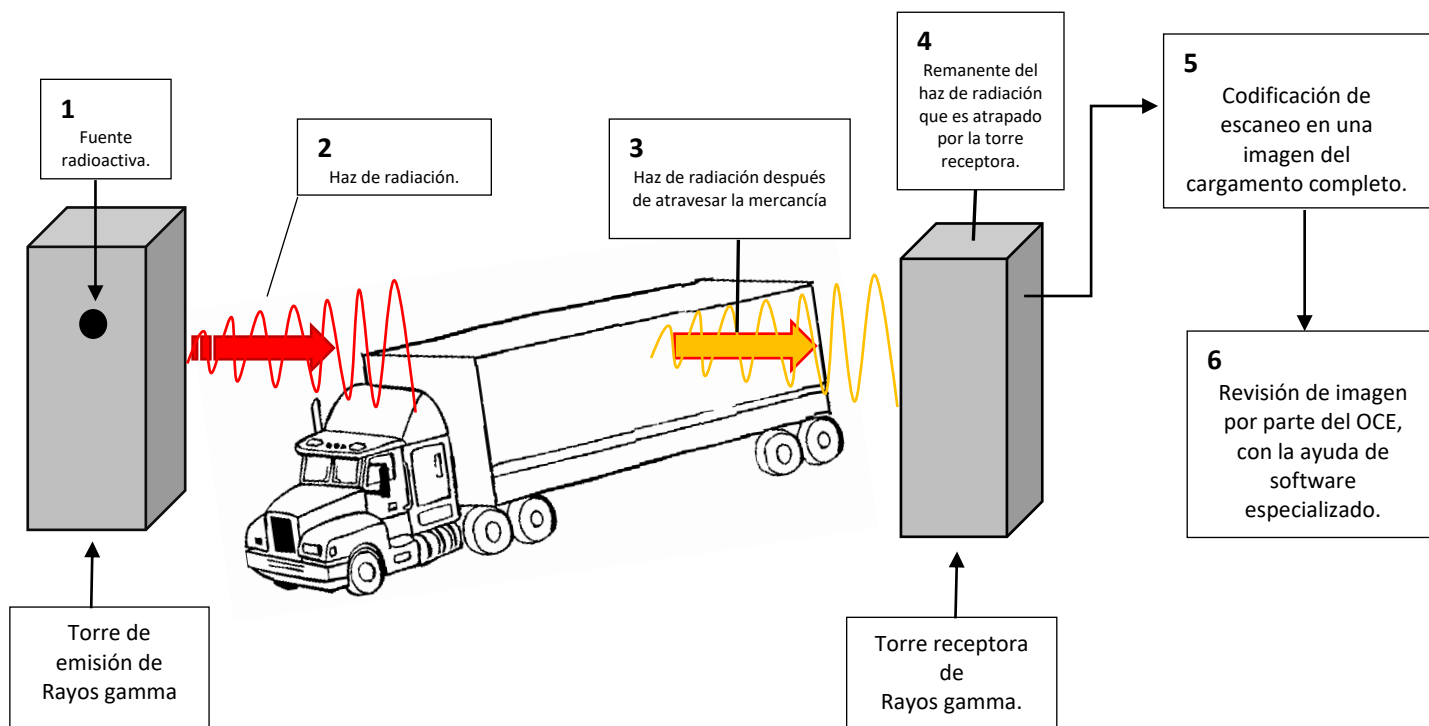 1
Fuente
radioactiva.
2
Haz de radiación.
3
Haz de radiación después
de atravesar la mercancía
4
Remanente del
haz de radiación
que es atrapado
por la torre
receptora.
5
Codificación de
escaneo en una
imagen del
cargamento completo.
6
Revisión de imagen
por parte del OCE,
con la ayuda de
software
especializado.
Torre de
emisión de
Rayos gamma
Torre receptora
de
Rayos gamma.